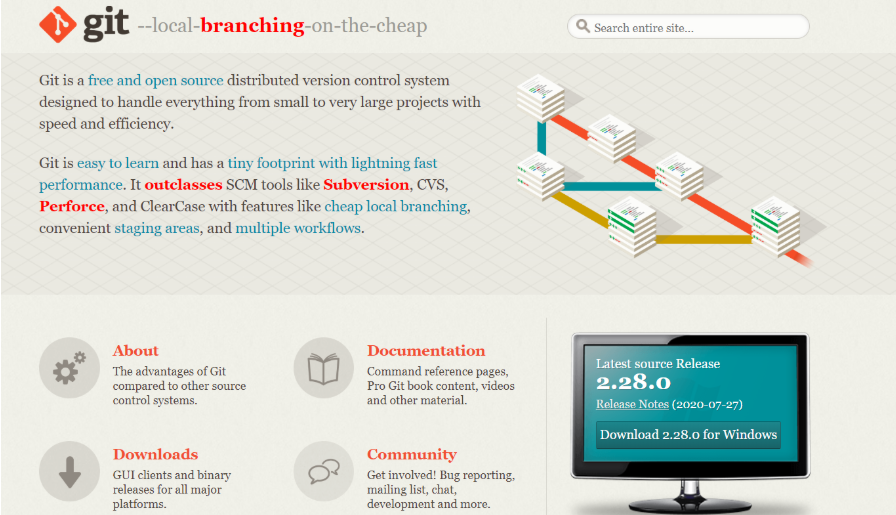 git --local-branching-on-the-cheap
Search entire site...
Git is a free and open source distributed version control system
designed to handle everything from small to very large projects with
speed and efficiency.
Git is easy to learn and has a tiny footprint with lightning fast
performance. It outclasses SCM tools like Subversion, CVS,
Perforce, and ClearCase with features like cheap local branching,
convenient staging areas, and multiple workflows.
About
The advantages of Git
compared to other source
control systems.
Documentation
Command reference pages,
Pro Git book content, videos
and other material.
Downloads
GUI clients and binary
releases for all major
platforms.
Community
Get involved! Bug reporting,
mailing list, chat,
development and more.
Latest source Release
2.28.0
Release Notes (2020-07-27)
Download 2.28.0 for Windows